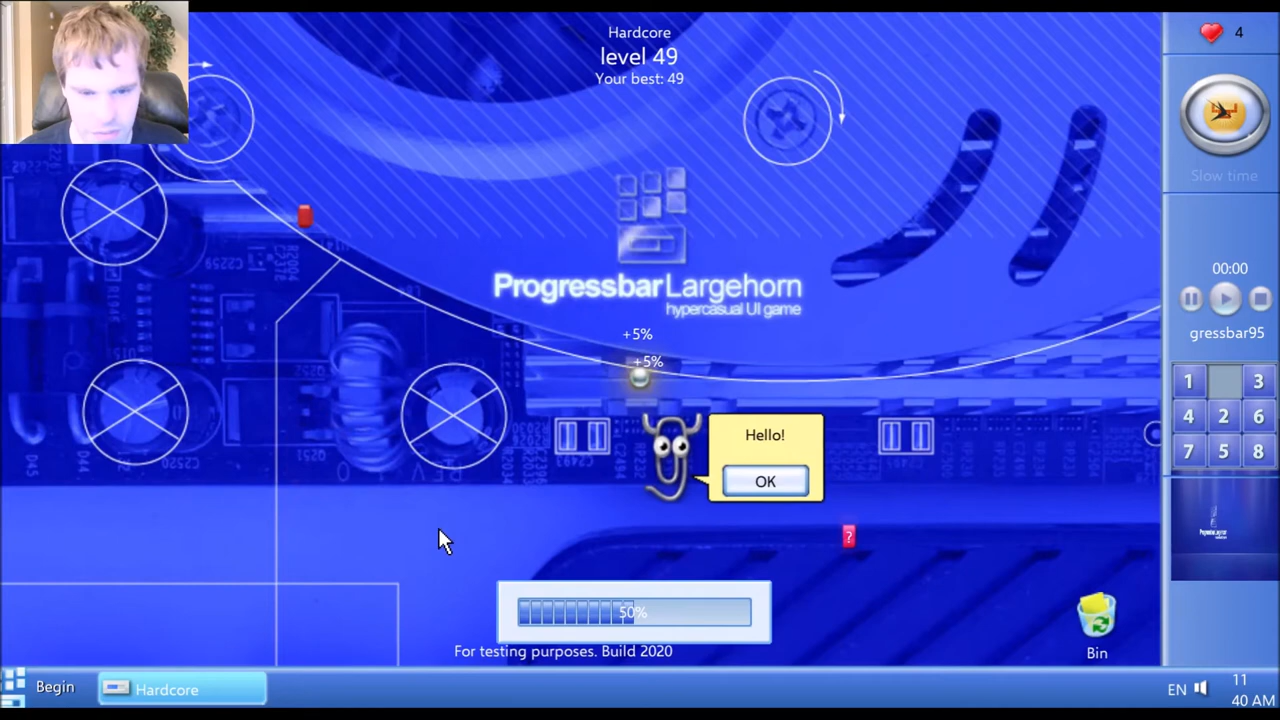 Hardcore
level 49
Your best: 49
4
Slow time
ProgressbarLargehorn
hypercasual UI game
+5%
+5%
Hello!
OK
?
00:00
gressbar95
1 3
4 2 6
7 5 8
50%
For testing purposes. Build 2020
Bin
Begin
Hardcore
EN
11
40 AM